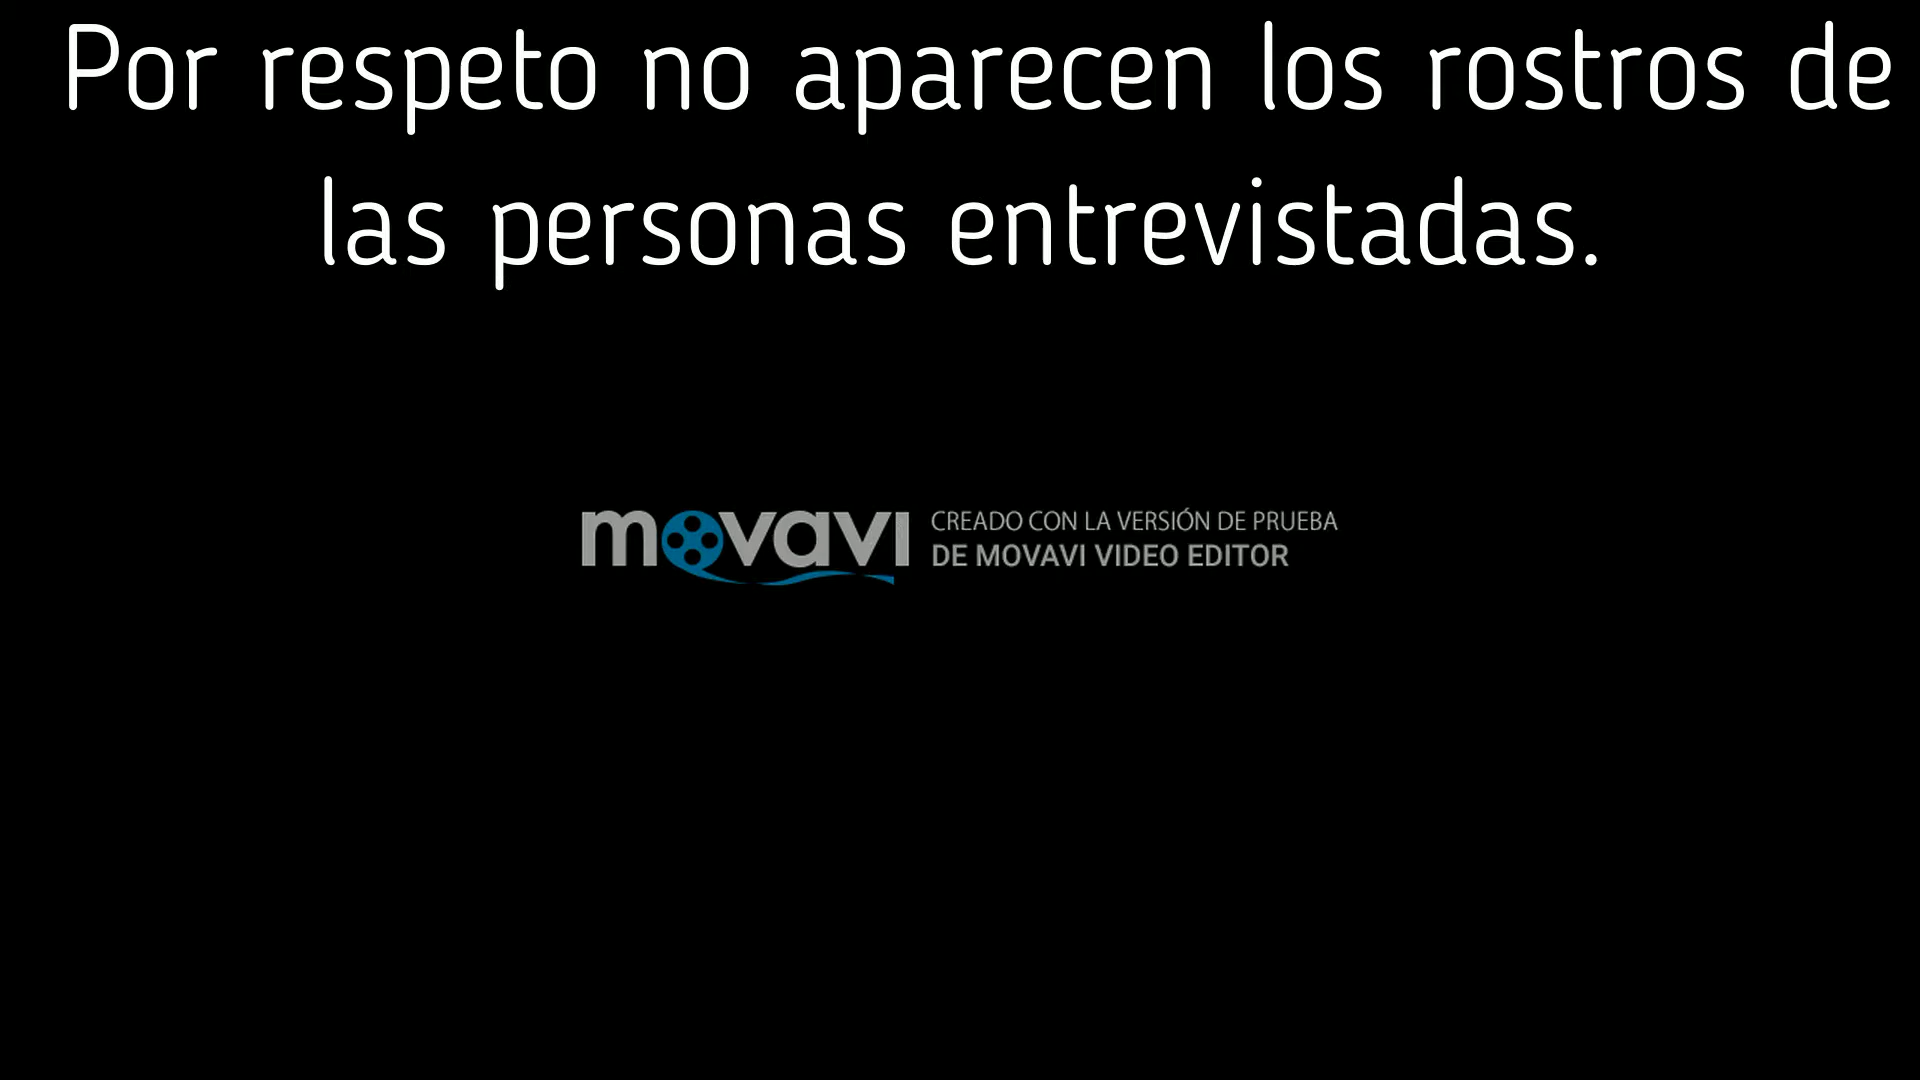 Por respeto no aparecen los rostros de
las personas entrevistadas.
movavi
CREADO CON LA VERSIÓN DE PRUEBA
DE MOVAVI VIDEO EDITOR